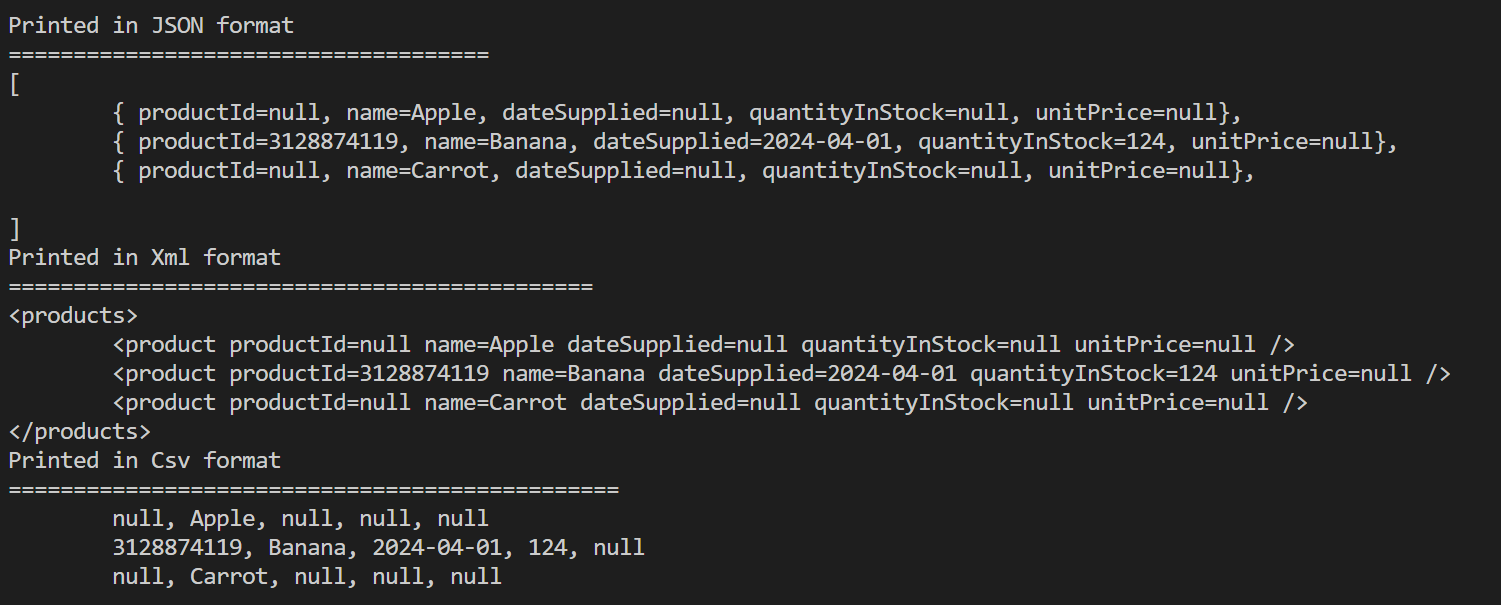 Printed in JSON format
=====================================
[
        { productId=null, name=Apple, dateSupplied=null, quantityInStock=null, unitPrice=null},
        { productId=3128874119, name=Banana, dateSupplied=2024-04-01, quantityInStock=124, unitPrice=null},
        { productId=null, name=Carrot, dateSupplied=null, quantityInStock=null, unitPrice=null},

]
Printed in Xml format
=============================================
<products>
        <product productId=null name=Apple dateSupplied=null quantityInStock=null unitPrice=null />
        <product productId=3128874119 name=Banana dateSupplied=2024-04-01 quantityInStock=124 unitPrice=null />
        <product productId=null name=Carrot dateSupplied=null quantityInStock=null unitPrice=null />
</products>
Printed in Csv format
===============================================
        null, Apple, null, null, null
        3128874119, Banana, 2024-04-01, 124, null
        null, Carrot, null, null, null